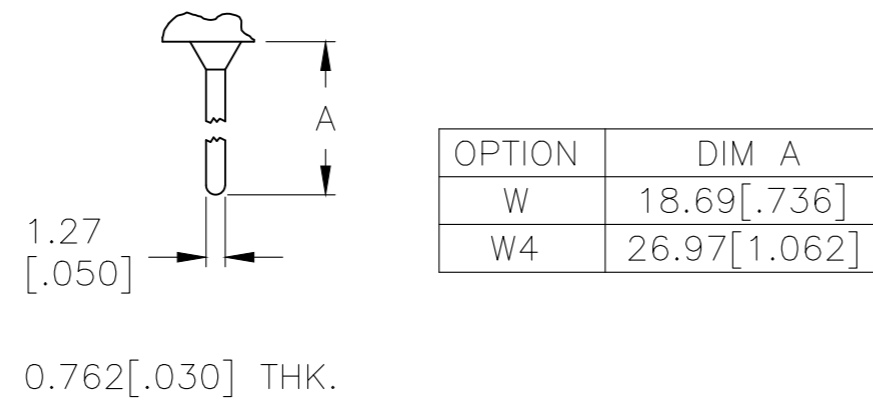 A
1.27
[.050]
OPTION DIM A
W 18.69[.736]
W4 26.97[1.062]
0.762[.030] THK.